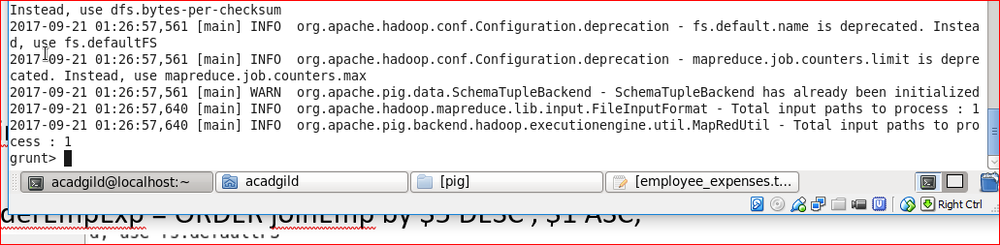 Instead, use dfs.bytes-per-checksum
2017-09-21 01:26:57,561 [main] INFO  org.apache.hadoop.conf.Configuration.deprecation - fs.default.name is deprecated. Instea
d, use fs.defaultFS
2017-09-21 01:26:57,561 [main] INFO  org.apache.hadoop.conf.Configuration.deprecation - mapreduce.job.counters.limit is depre
cated. Instead, use mapreduce.job.counters.max
2017-09-21 01:26:57,561 [main] WARN  org.apache.pig.data.SchemaTupleBackend - SchemaTupleBackend has already been initialized
2017-09-21 01:26:57,640 [main] INFO  org.apache.hadoop.mapreduce.lib.input.FileInputFormat - Total input paths to process : 1
2017-09-21 01:26:57,640 [main] INFO  org.apache.pig.backend.hadoop.executionengine.util.MapRedUtil - Total input paths to pro
cess : 1
grunt>
acadgild@localhost:~ acadgild [pig] [employee_expenses.t...
Right Ctrl
derEmpExp = ORDER joinEmp by $3 DESC , $1 ASC;
d, use fs.defaultFS